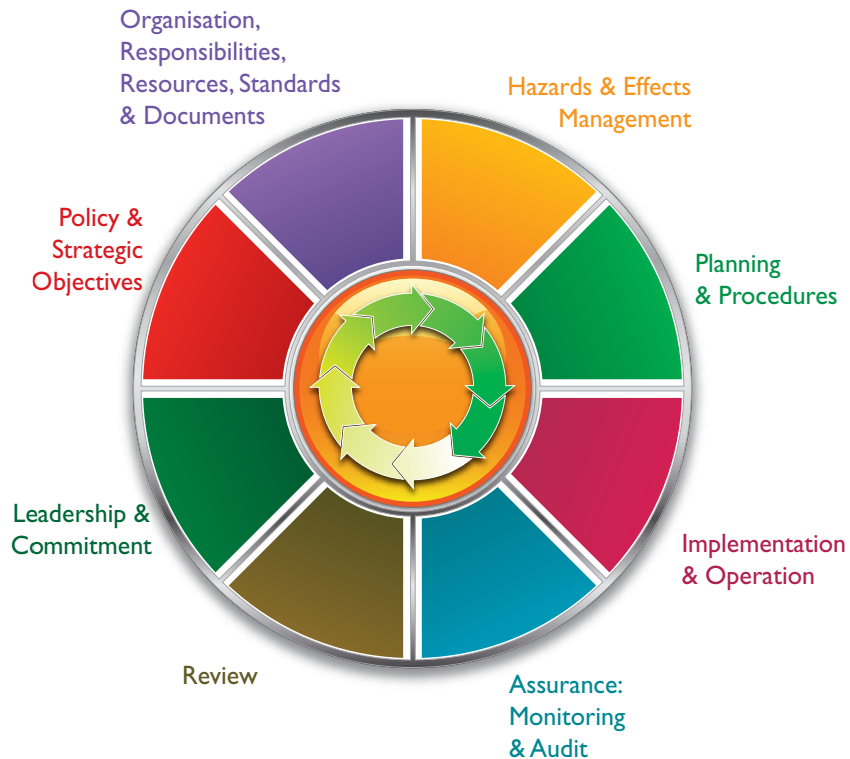 Organisation,
Responsibilities,
Resources, Standards
& Documents
Hazards & Effects
Management
Planning
& Procedures
Implementation
& Operation
Assurance:
Monitoring
& Audit
Review
Leadership &
Commitment
Policy &
Strategic
Objectives